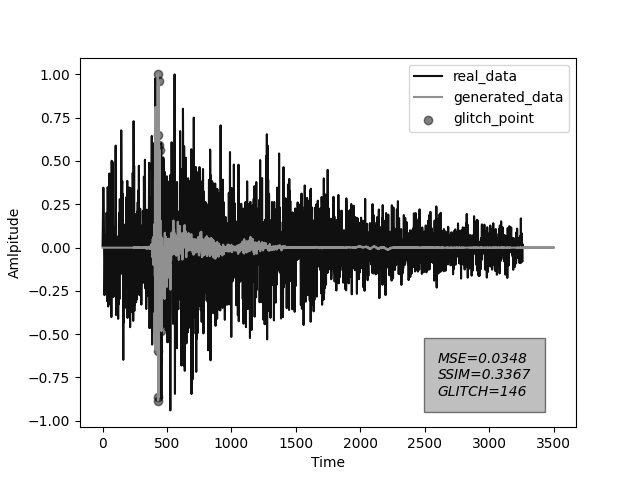 real_data
generated_data
glitch_point
1.00
0.75
0.50
0.25
0.00
−0.25
−0.50
−0.75
−1.00
Amlpitude
MSE=0.0348
SSIM=0.3367
GLITCH=146
0 500 1000 1500 2000 2500 3000 3500
Time